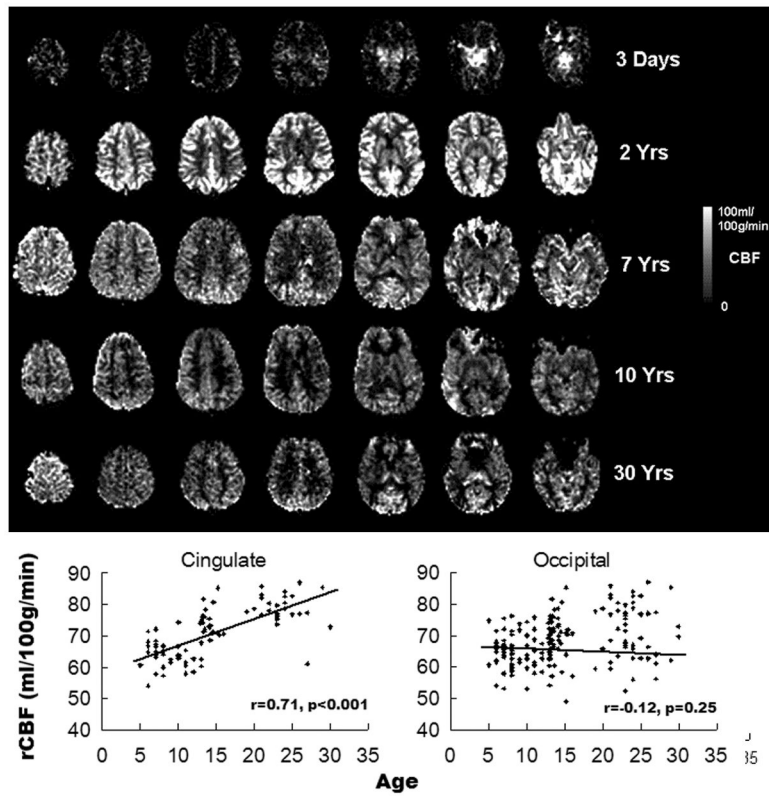 3 Days
2 Yrs
100ml/
100g/min
7 Yrs
CBF
0
10 Yrs
30 Yrs
Cingulate
Occipital
rCBF (ml/100g/min)
90
80
70
60
50
40
r=0.71, p<0.001
0 5 10 15 20 25 30 35
90
80
70
60
50
40
r=-0.12, p=0.25
0 5 10 15 20 25 30 35
Age